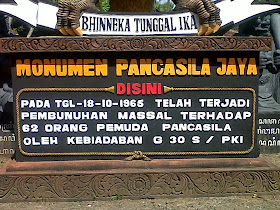 BHINNEKA TUNGGAL IKA
MONUMEN PANCASILA JAYA
DISINI
PADA TGL-18-10-1965 TELAH TERJADI
PEMBUNUHAN MASSAL TERHADAP
62 ORANG PEMUDA PANCASILA
OLEH KEBIADABAN G 30 S / PKI